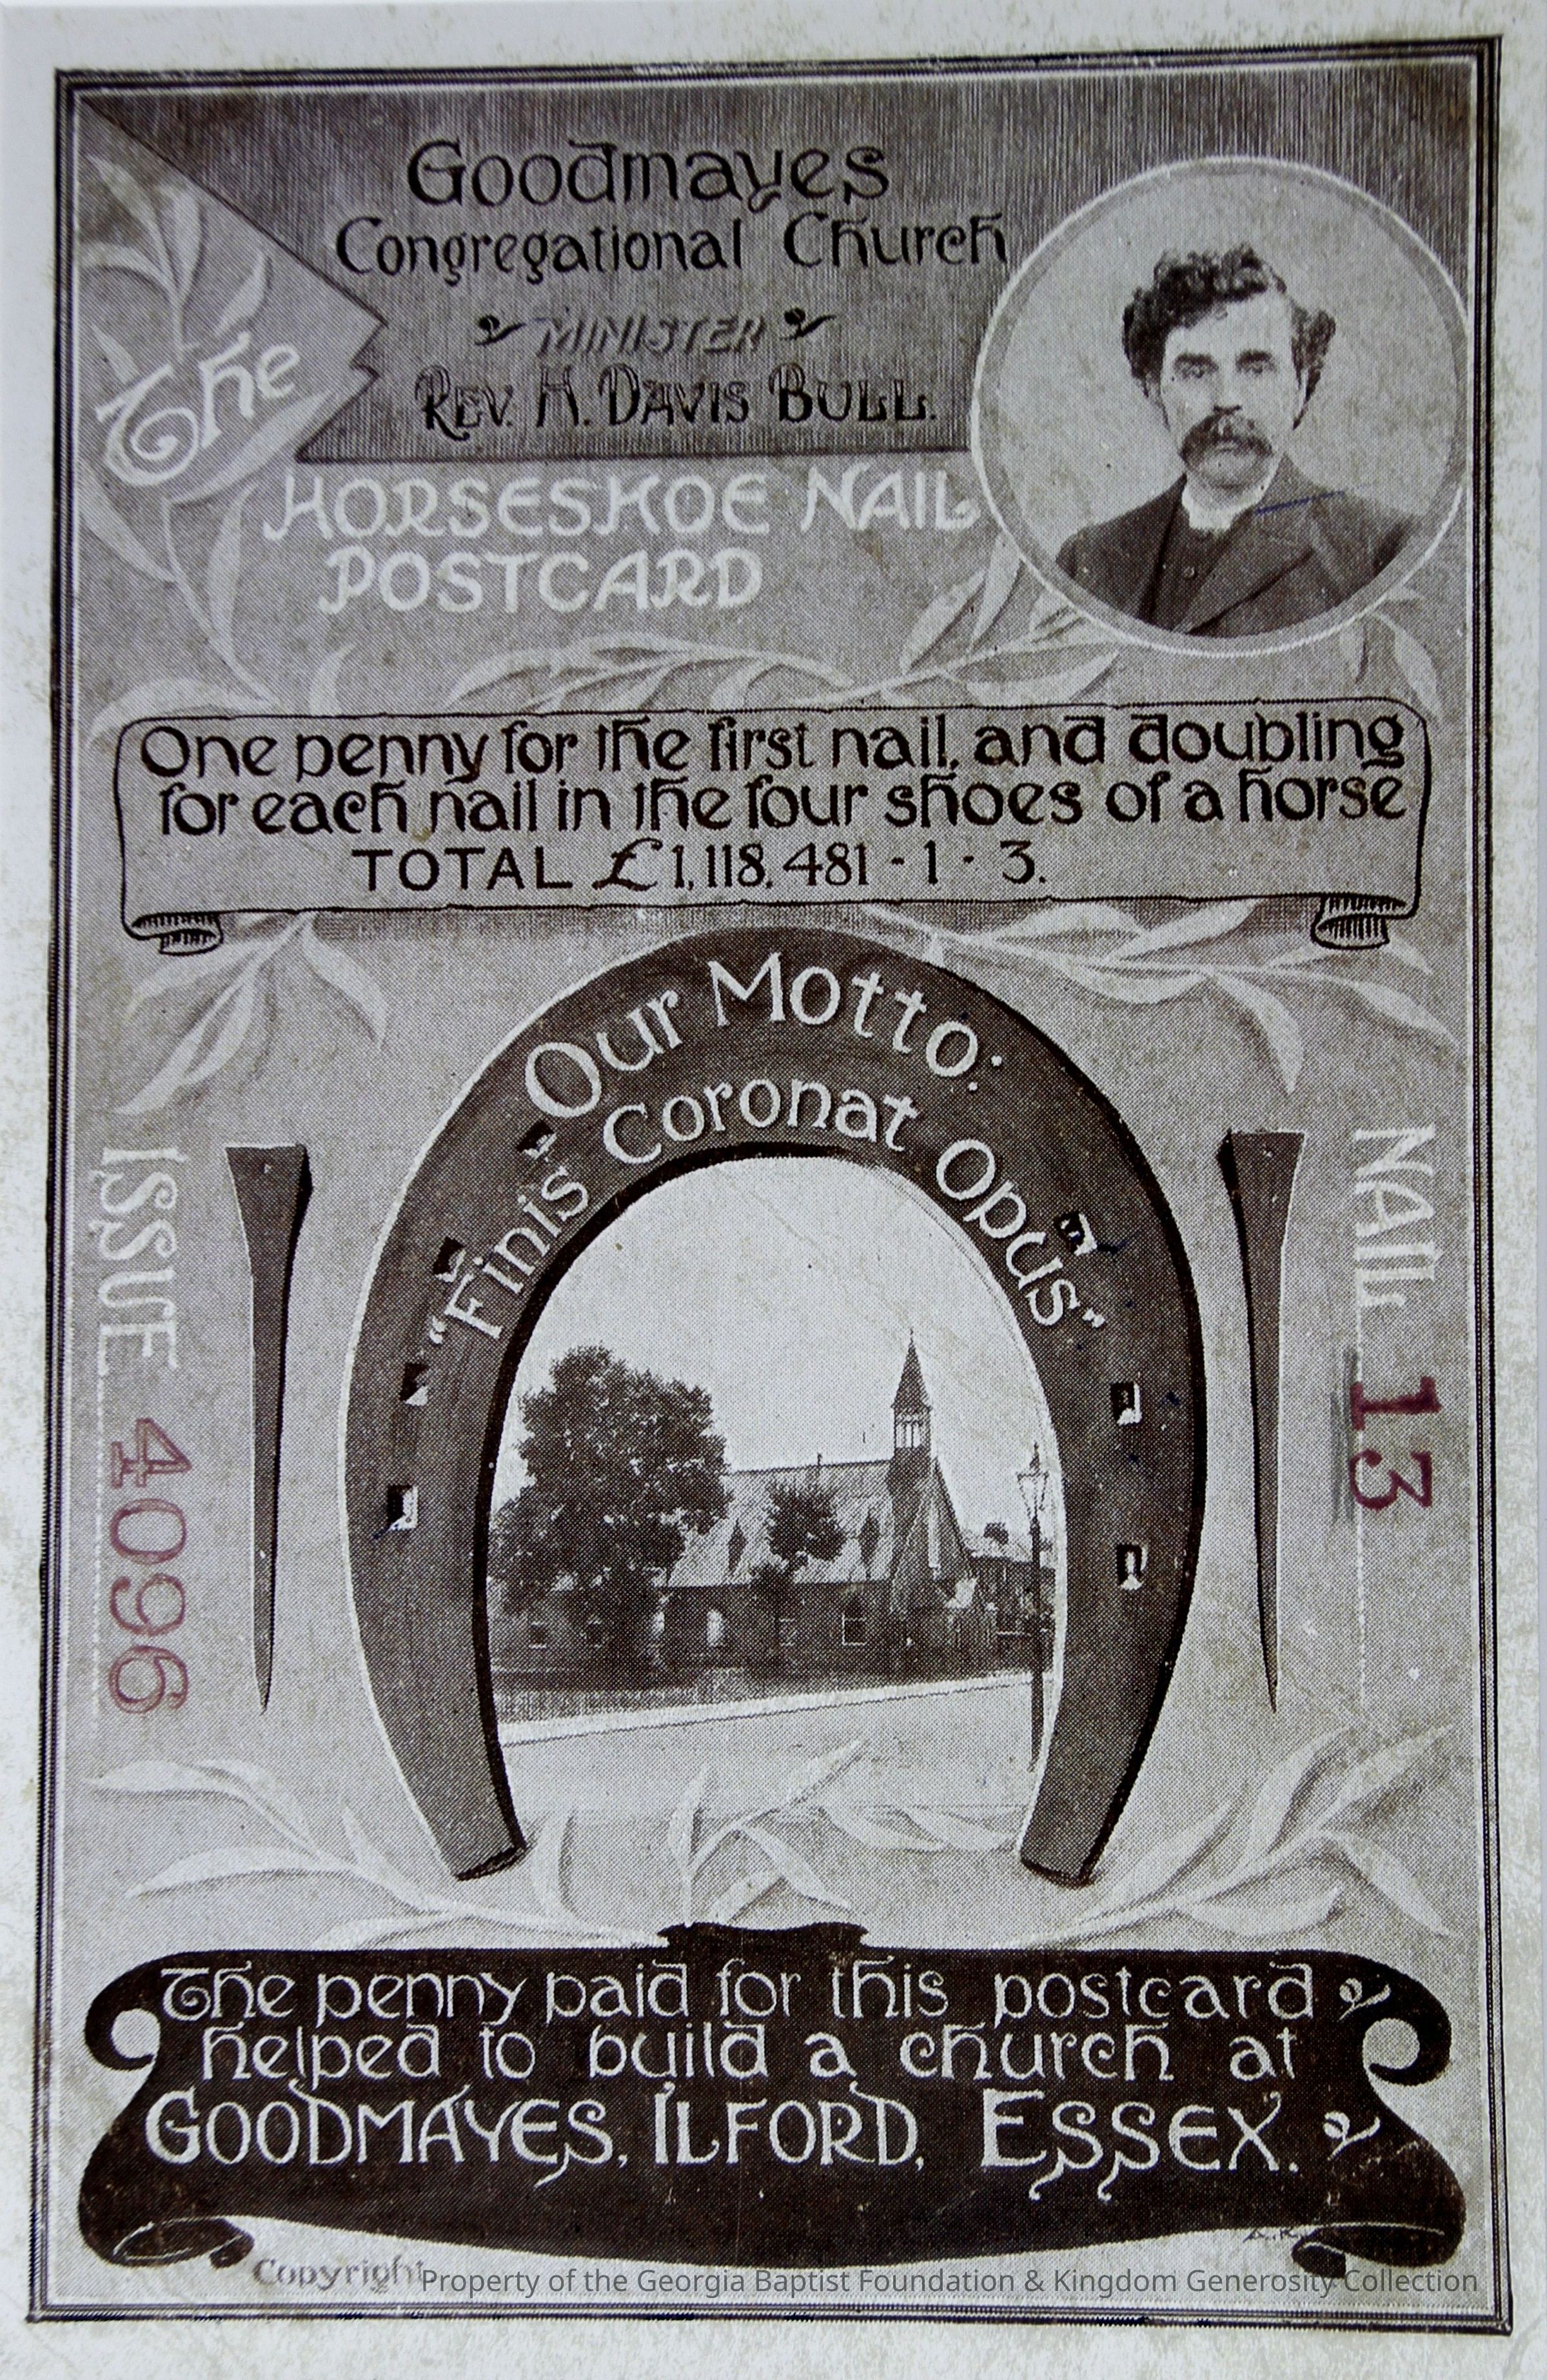 Goodmayes
Congregational Church
MINISTER
REV. H. DAVIS BULL.
The
HORSESHOE NAIL
POSTCARD
One penny for the first nail, and doubling
for each nail in the four shoes of a horse
TOTAL £1,118,481 - 1 - 3.
Our Motto:
"Finis Coronat Opus"
ISSUE 4096
NAIL 13
The penny paid for this postcard
helped to build a church at
GOODMAYES, ILFORD, ESSEX.
Copyright
Property of the Georgia Baptist Foundation & Kingdom Generosity Collection